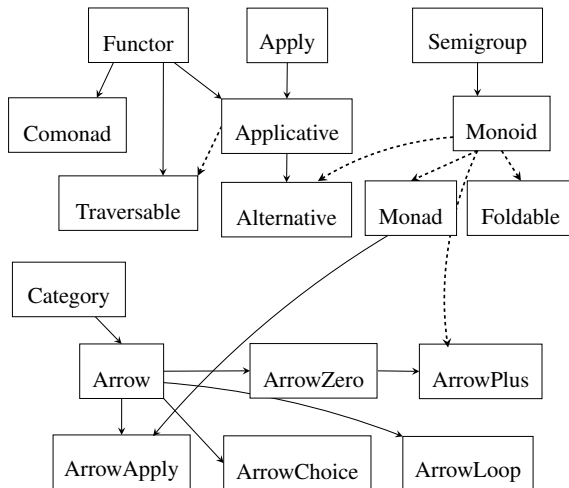 Functor
Apply
Semigroup
Comonad
Applicative
Monoid
Traversable
Alternative
Monad
Foldable
Category
Arrow
ArrowZero
ArrowPlus
ArrowApply
ArrowChoice
ArrowLoop